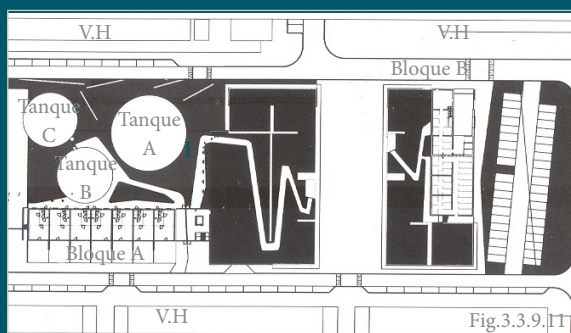 V.H
V.H
Bloque B
Tanque
C
Tanque
A
Tanque
B
Bloque A
V.H
Fig.3.3.9.11